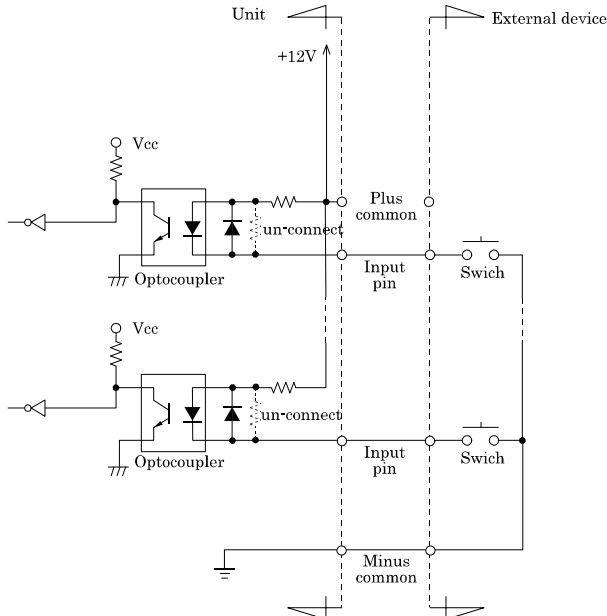 Unit
External device
+12V
Vcc
Plus
common
un-connect
Input
pin
Swich
Optocoupler
Vcc
un-connect
Input
pin
Swich
Optocoupler
Minus
common